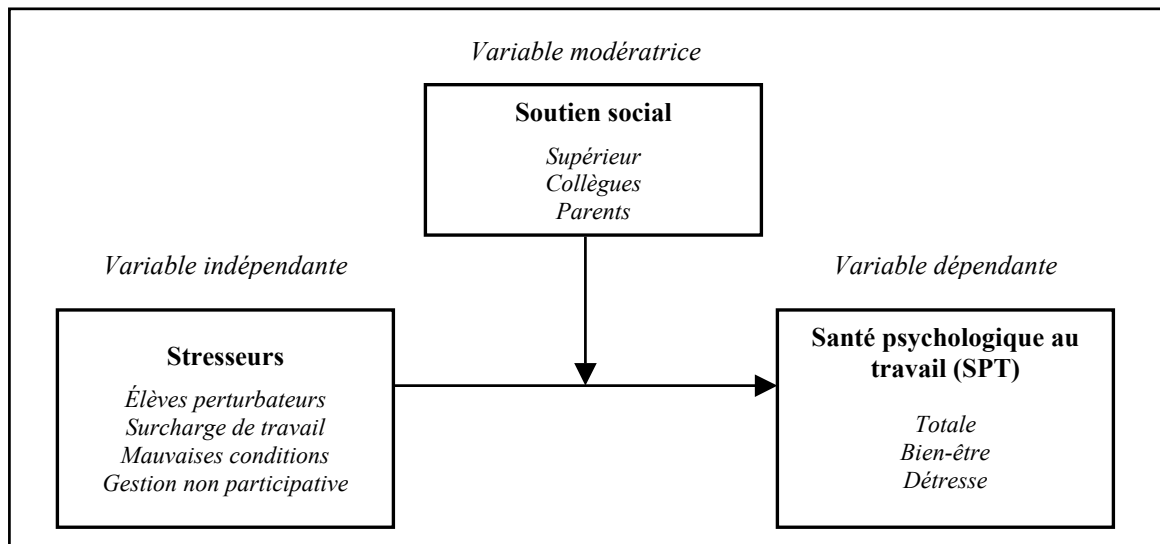 Variable modératrice
Soutien social
Supérieur
Collègues
Parents
Variable indépendante
Variable dépendante
Stresseurs
Élèves perturbateurs
Surcharge de travail
Mauvaises conditions
Gestion non participative
Santé psychologique au
travail (SPT)
Totale
Bien-être
Détresse